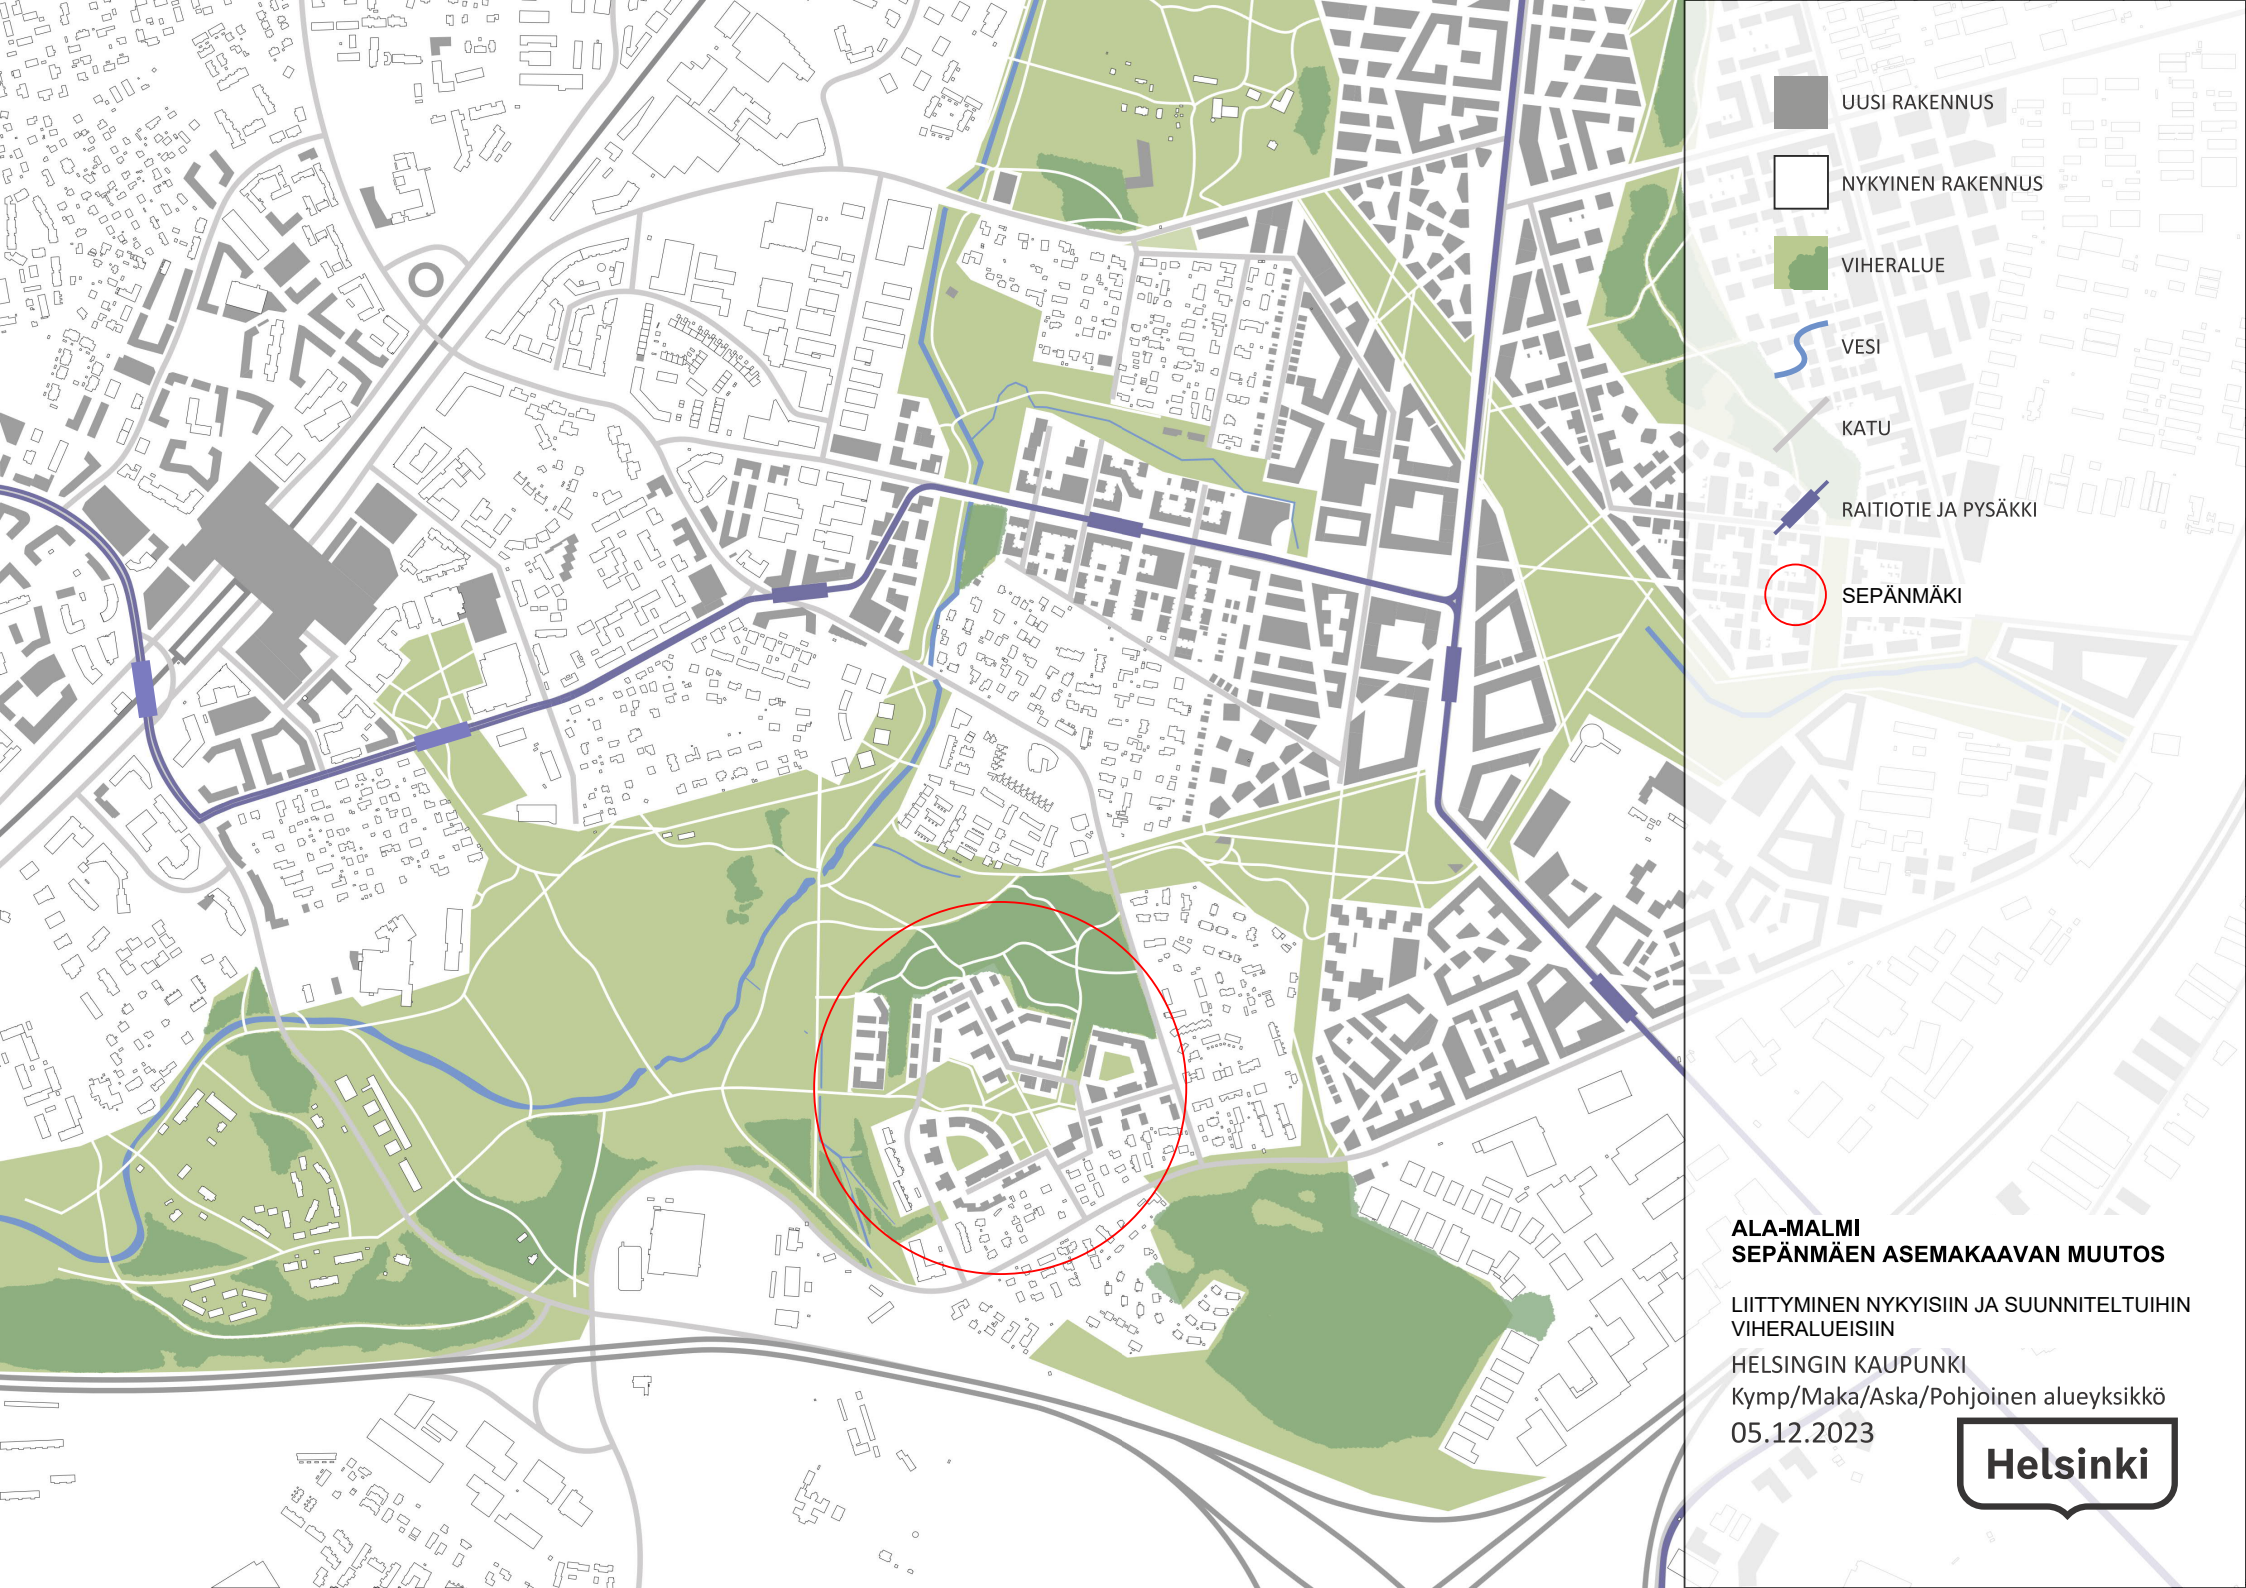 UUSI RAKENNUS
NYKYINEN RAKENNUS
VIHERALUE
VESI
KATU
RAITIOTIE JA PYSÄKKI
SEPÄNMÄKI
ALA-MALMI
SEPÄNMÄEN ASEMAKAAVAN MUUTOS
LIITTYMINEN NYKYISIIN JA SUUNNITELTUIHIN
VIHERALUEISIIN
HELSINGIN KAUPUNKI
Kymp/Maka/Aska/Pohjoinen alueyksikkö
05.12.2023
Helsinki